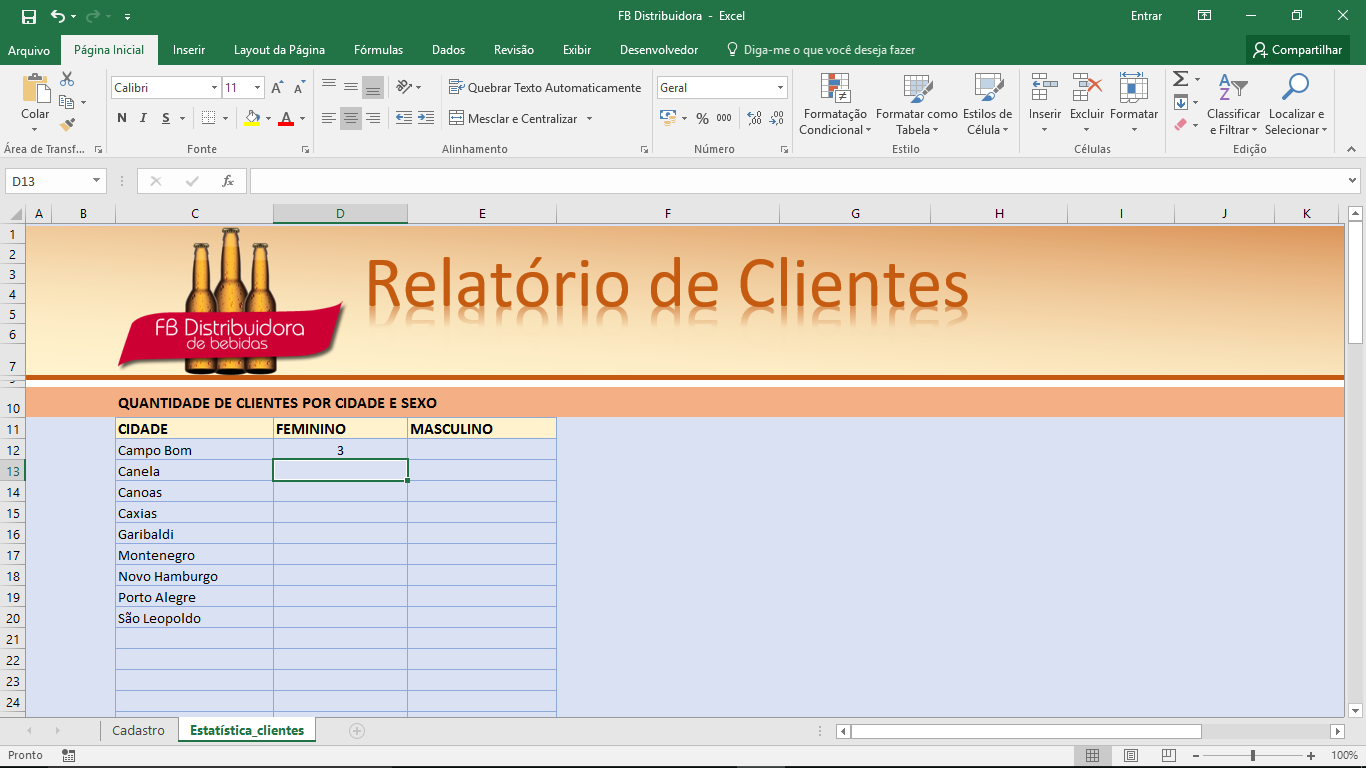 FB Distribuidora - Excel
Entrar
Arquivo Página Inicial Inserir Layout da Página Fórmulas Dados Revisão Exibir Desenvolvedor Diga-me o que você deseja fazer Compartilhar
Colar
Calibri 11
N I S
Quebrar Texto Automaticamente
Mesclar e Centralizar
Geral
% 000
Formatação Condicional
Formatar como Tabela
Estilos de Célula
Inserir Excluir Formatar
Classificar e Filtrar
Localizar e Selecionar
Área de Transf... Fonte Alinhamento Número Estilo Células Edição
D13 fx
A B C D E F G H I J K
1
2
3
4
5
6
7
Relatório de Clientes
FB Distribuidora
de bebidas
10 QUANTIDADE DE CLIENTES POR CIDADE E SEXO
11 CIDADE FEMININO MASCULINO
12 Campo Bom 3
13 Canela
14 Canoas
15 Caxias
16 Garibaldi
17 Montenegro
18 Novo Hamburgo
19 Porto Alegre
20 São Leopoldo
21
22
23
24
Cadastro Estatística_clientes
Pronto 100%